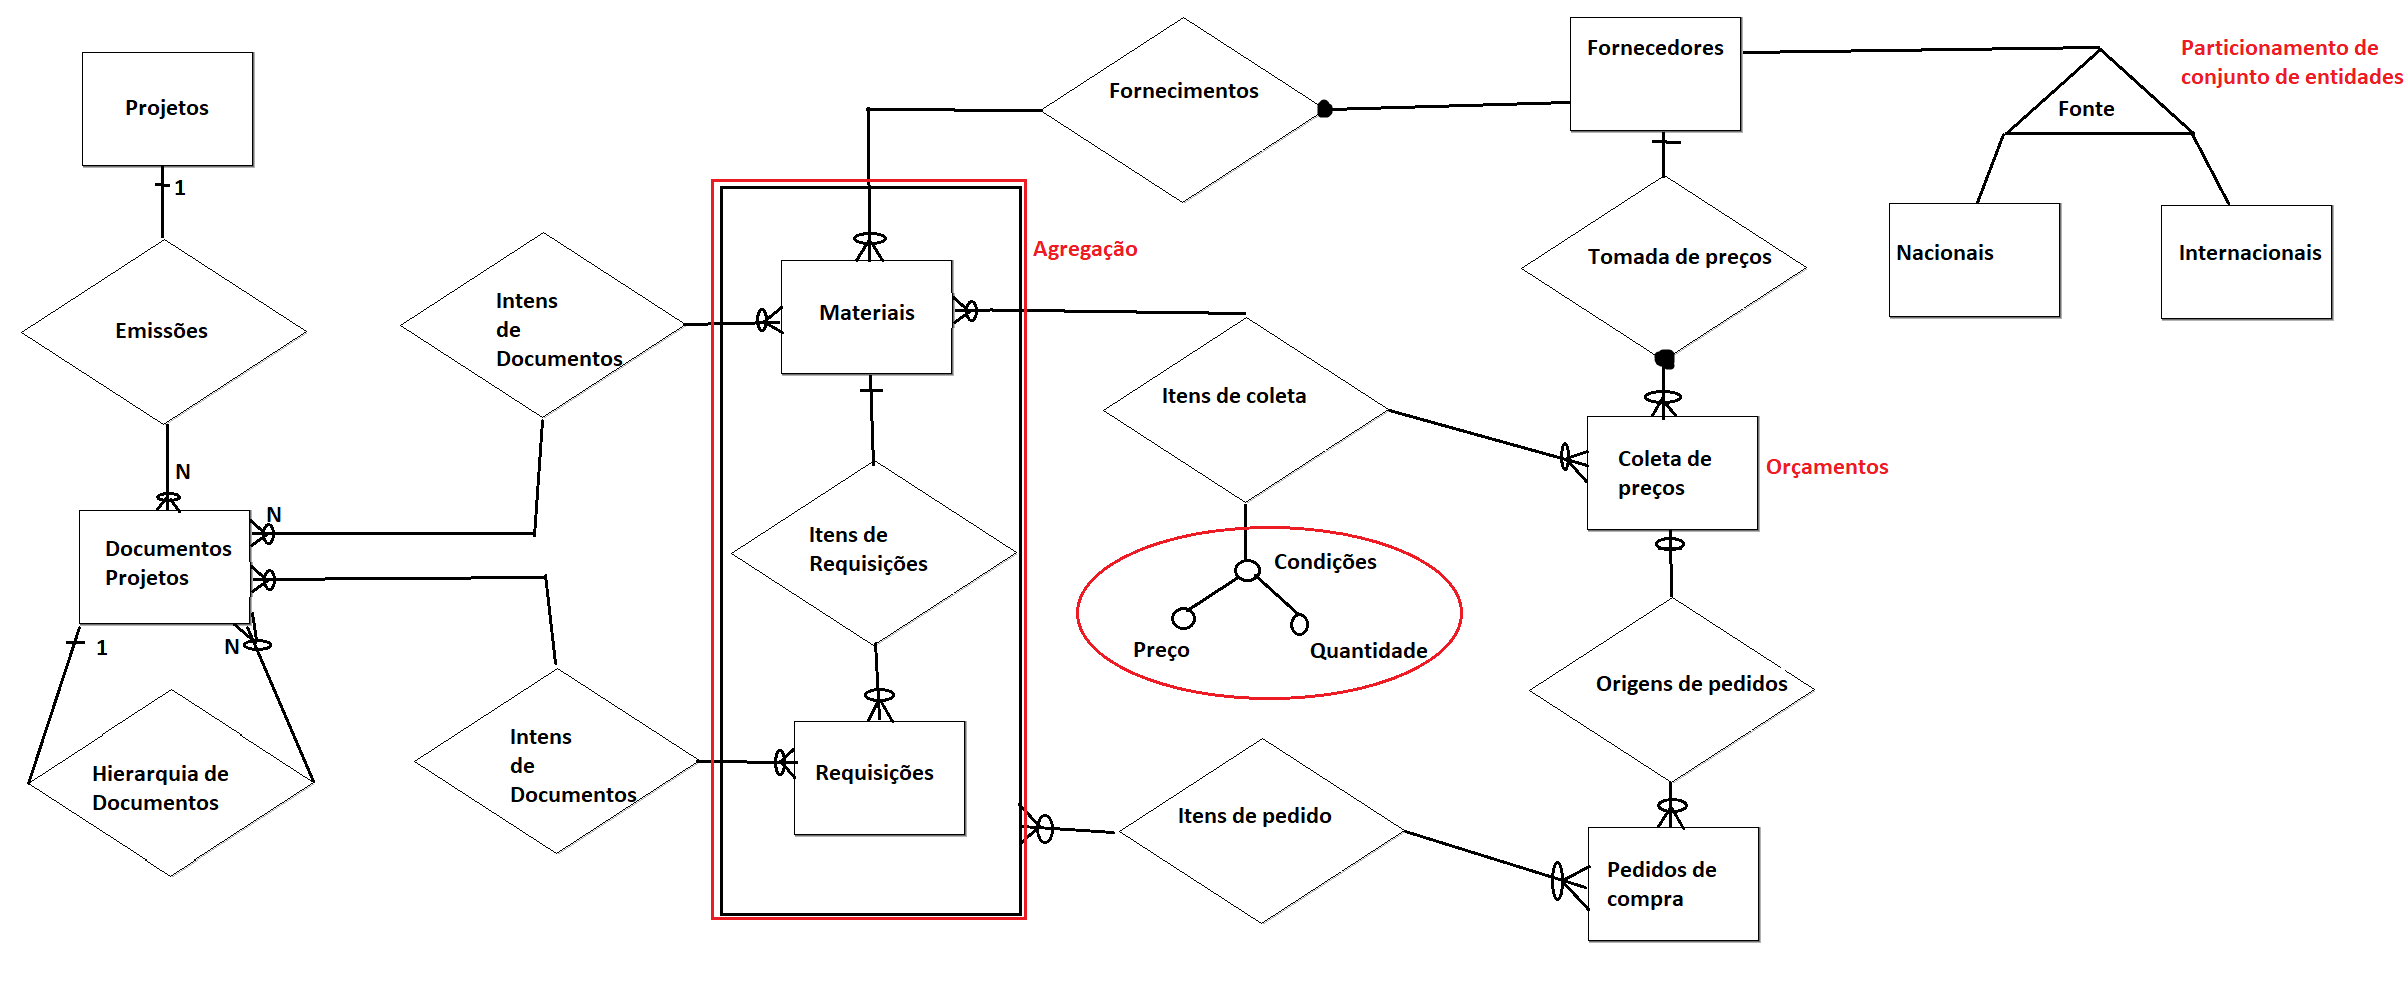 Fornecedores
Particionamento de
conjunto de entidades
Projetos
Fornecimentos
Fonte
1
Agregação
Tomada de preços
Nacionais
Internacionais
Emissões
Intens
de
Documentos
Materiais
Itens de coleta
N
N
Coleta de
preços
Orçamentos
Documentos
Projetos
Itens de
Requisições
Condições
1
N
Preço
Quantidade
Origens de pedidos
Hierarquia de
Documentos
Intens
de
Documentos
Requisições
Itens de pedido
Pedidos de
compra